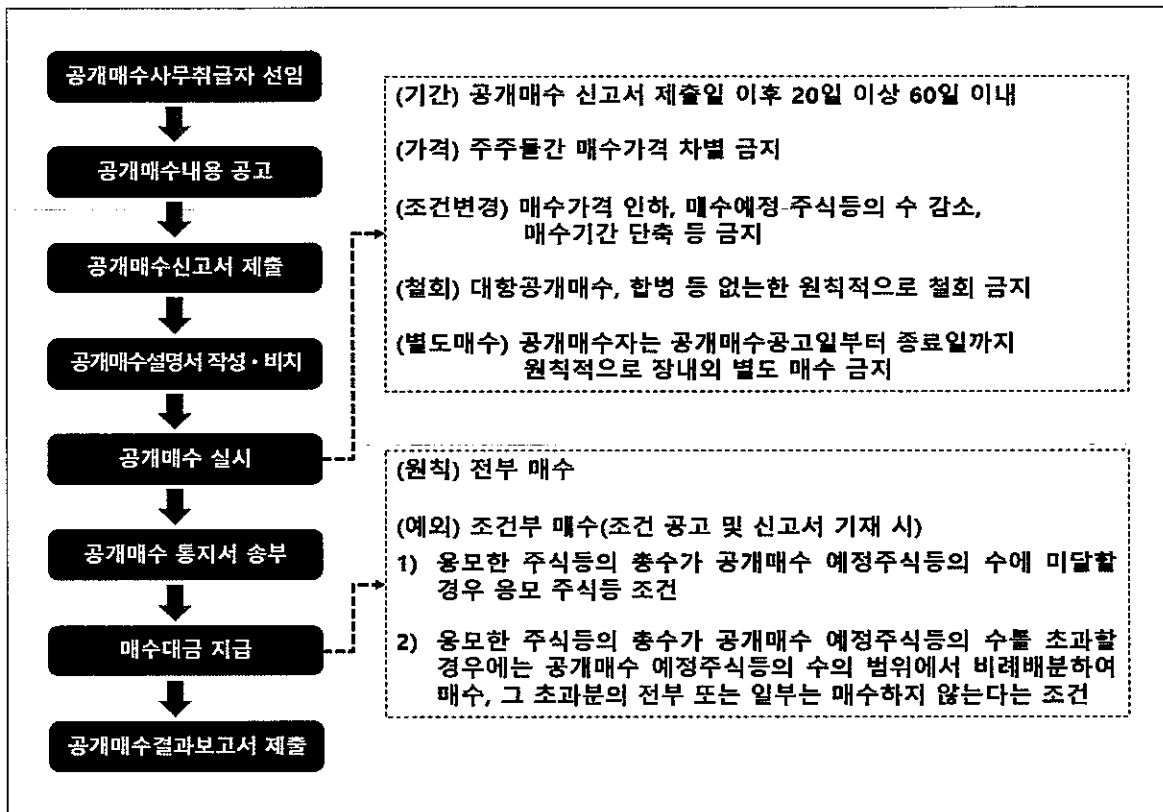 공개매수사무취급자 선임
공개매수내용 공고
공개매수신고서 제출
공개매수설명서 작성・비치
공개매수 실시
공개매수 통지서 송부
매수대금 지급
공개매수결과보고서 제출
(기간) 공개매수 신고서 제출일 이후 20일 이상 60일 이내
(가격) 주주들간 매수가격 차별 금지
(조건변경) 매수가격 인하, 매수예정 주식등의 수 감소,
매수기간 단축 등 금지
(철회) 대항공개매수, 합병 등 없는한 원칙적으로 철회 금지
(별도매수) 공개매수자는 공개매수공고일부터 종료일까지
원칙적으로 장내외 별도 매수 금지
(원칙) 전부 매수
(예외) 조건부 매수(조건 공고 및 신고서 기재 시)
1) 응모한 주식등의 총수가 공개매수 예정주식등의 수에 미달할
경우 응모 주식등 조건
2) 응모한 주식등의 총수가 공개매수 예정주식등의 수를 초과할
경우에는 공개매수 예정주식등의 수의 범위에서 비례배분하여
매수, 그 초과분의 전부 또는 일부는 매수하지 않는다는 조건